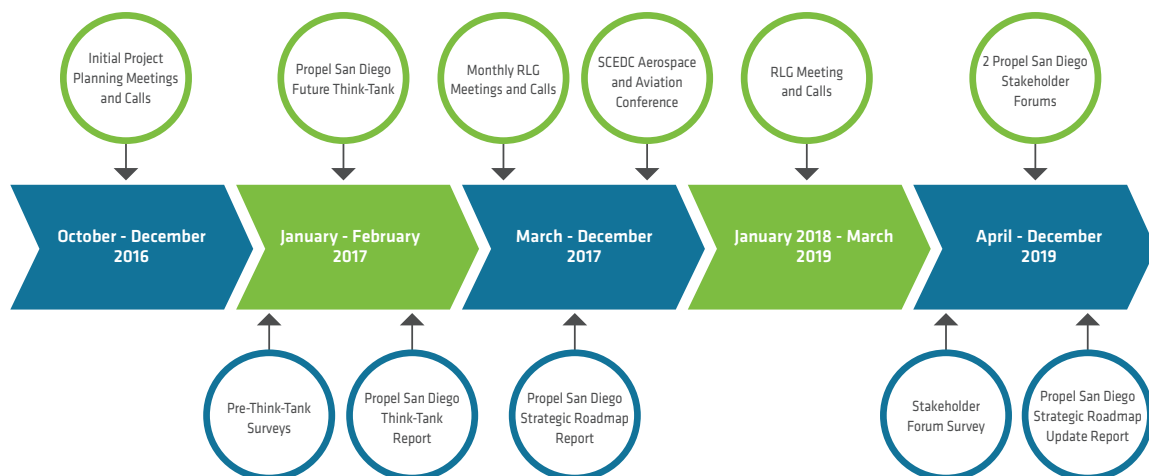 Initial Project
Planning Meetings
and Calls
Propel San Diego
Future Think-Tank
Monthly RLG
Meetings and Calls
SCEDC Aerospace
and Aviation
Conference
RLG Meeting
and Calls
2 Propel San Diego
Stakeholder
Forums
October - December
2016
January - February
2017
March - December
2017
January 2018 - March
2019
April - December
2019
Pre-Think-Tank
Surveys
Propel San Diego
Think-Tank
Report
Propel San Diego
Strategic Roadmap
Report
Stakeholder
Forum Survey
Propel San Diego
Strategic Roadmap
Update Report